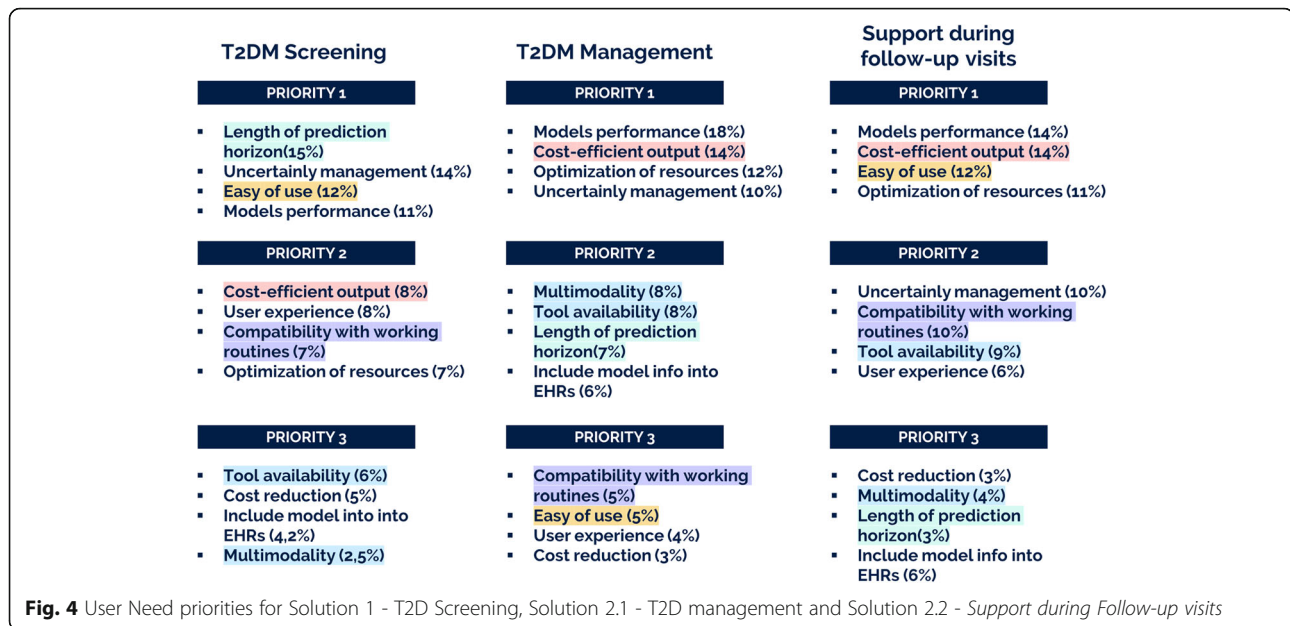 T2DM Screening
PRIORITY 1
▪ Length of prediction
horizon(15%)
▪ Uncertainly management (14%)
▪ Easy of use (12%)
▪ Models performance (11%)
PRIORITY 2
▪ Cost-efficient output (8%)
▪ User experience (8%)
▪ Compatibility with working
routines (7%)
▪ Optimization of resources (7%)
PRIORITY 3
▪ Tool availability (6%)
▪ Cost reduction (5%)
▪ Include model into into
EHRs (4,2%)
▪ Multimodality (2,5%)
T2DM Management
PRIORITY 1
▪ Models performance (18%)
▪ Cost-efficient output (14%)
▪ Optimization of resources (12%)
▪ Uncertainly management (10%)
PRIORITY 2
▪ Multimodality (8%)
▪ Tool availability (8%)
▪ Length of prediction
horizon(7%)
▪ Include model info into
EHRs (6%)
PRIORITY 3
▪ Compatibility with working
routines (5%)
▪ Easy of use (5%)
▪ User experience (4%)
▪ Cost reduction (3%)
Support during
follow-up visits
PRIORITY 1
▪ Models performance (14%)
▪ Cost-efficient output (14%)
▪ Easy of use (12%)
▪ Optimization of resources (11%)
PRIORITY 2
▪ Uncertainly management (10%)
▪ Compatibility with working
routines (10%)
▪ Tool availability (9%)
▪ User experience (6%)
PRIORITY 3
▪ Cost reduction (3%)
▪ Multimodality (4%)
▪ Length of prediction
horizon(3%)
▪ Include model info into
EHRs (6%)
Fig. 4 User Need priorities for Solution 1 - T2D Screening, Solution 2.1 - T2D management and Solution 2.2 - Support during Follow-up visits